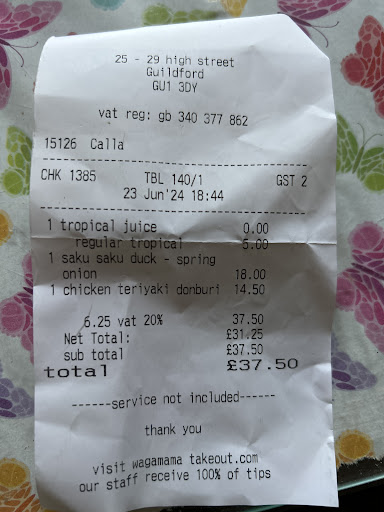 25 - 29 high street
Guildford
GU1 3DY
vat reg: gb 340 377 862
15126 Calla
CHK 1385 TBL 140/1 GST 2
23 Jun'24 18:44
1 tropical juice 0.00
regular tropical 5.00
1 saku saku duck - spring
onion 18.00
1 chicken teriyaki donburi 14.50
6.25 vat 20% 37.50
Net Total: £31.25
sub total £37.50
total £37.50
------service not included------
thank you
visit wagamama takeout.com
our staff receive 100% of tips